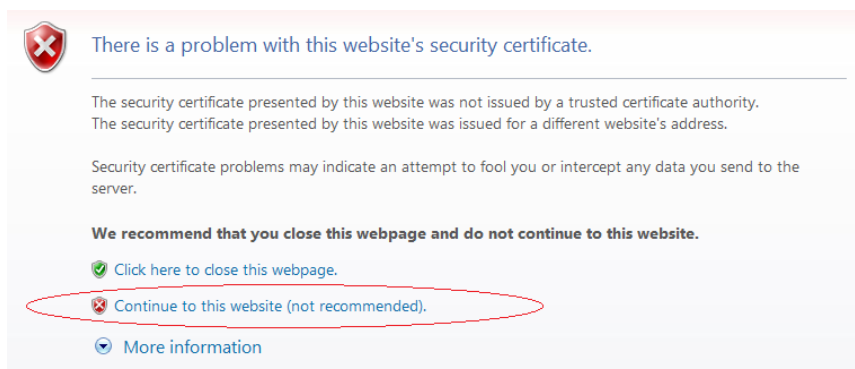 There is a problem with this website's security certificate.
The security certificate presented by this website was not issued by a trusted certificate authority.
The security certificate presented by this website was issued for a different website's address.
Security certificate problems may indicate an attempt to fool you or intercept any data you send to the
server.
We recommend that you close this webpage and do not continue to this website.
Click here to close this webpage.
Continue to this website (not recommended).
More information